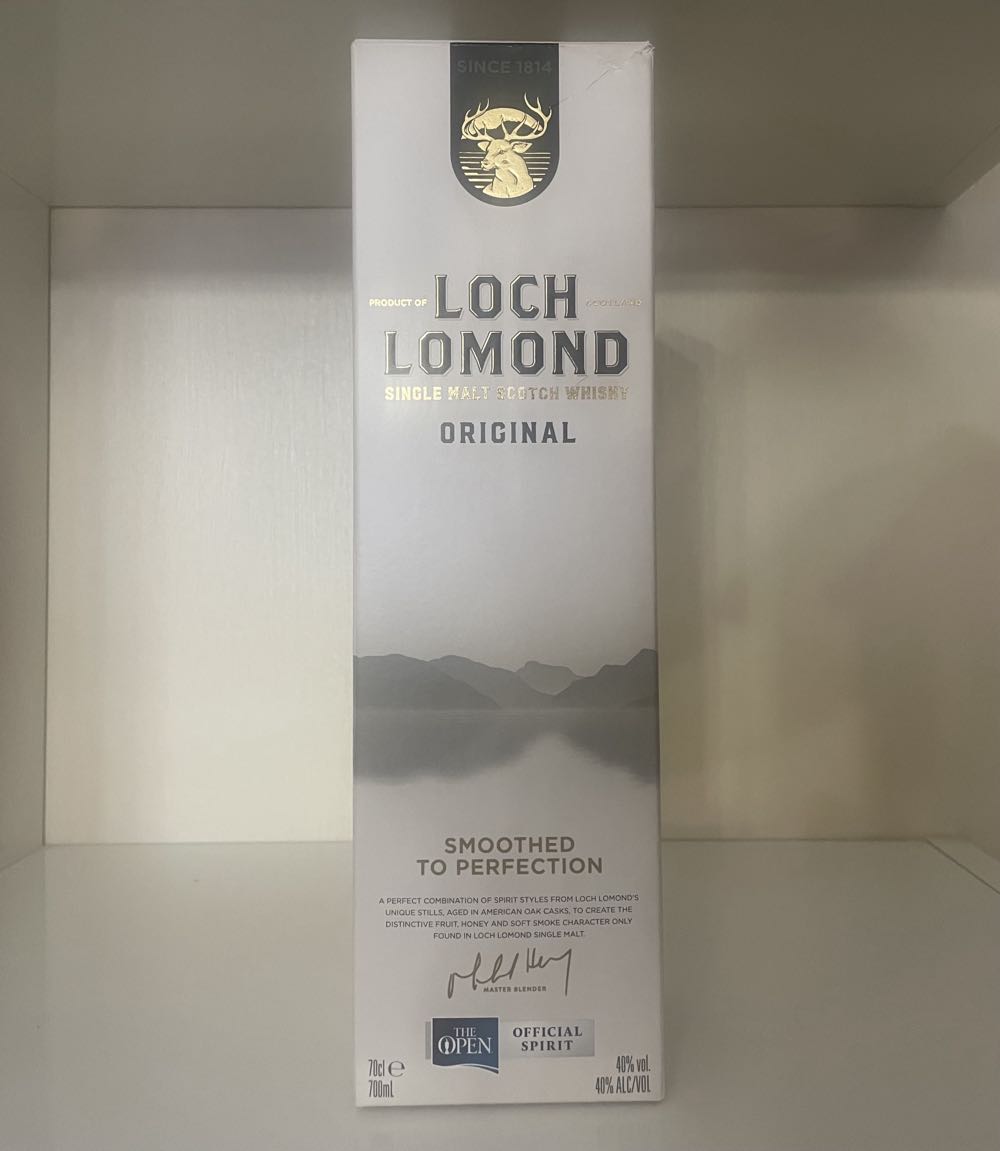 SINCE 1814
PRODUCT OF LOCH SCOTLAND
LOMOND
SINGLE MALT SCOTCH WHISKY
ORIGINAL
SMOOTHED
TO PERFECTION
A PERFECT COMBINATION OF SPIRIT STYLES FROM LOCH LOMOND'S
UNIQUE STILLS, AGED IN AMERICAN OAK CASKS, TO CREATE THE
DISTINCTIVE FRUIT, HONEY AND SOFT SMOKE CHARACTER ONLY
FOUND IN LOCH LOMOND SINGLE MALT.
MASTER BLENDER
THE OPEN
OFFICIAL
SPIRIT
70cl e
700mL
40% vol.
40% ALC/VOL